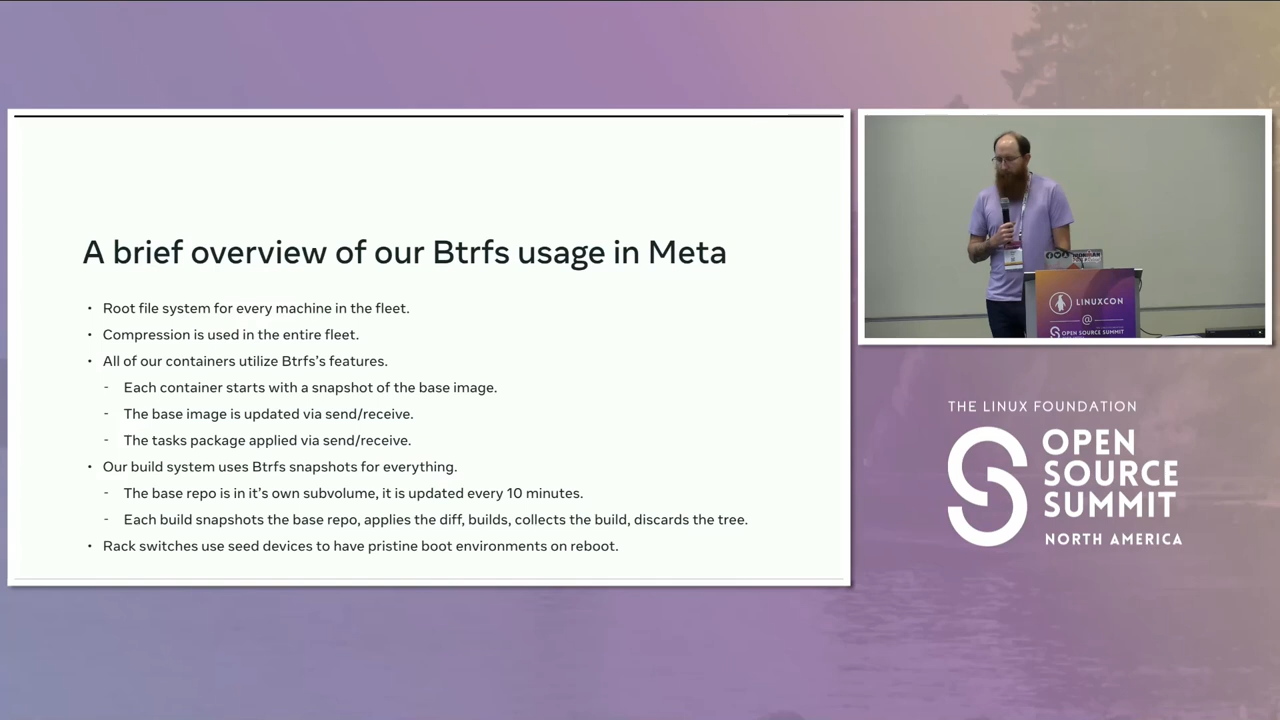 A brief overview of our Btrfs usage in Meta
• Root file system for every machine in the fleet.
• Compression is used in the entire fleet.
• All of our containers utilize Btrfs's features.
- Each container starts with a snapshot of the base image.
- The base image is updated via send/receive.
- The tasks package applied via send/receive.
• Our build system uses Btrfs snapshots for everything.
- The base repo is in it's own subvolume, it is updated every 10 minutes.
- Each build snapshots the base repo, applies the diff, builds, collects the build, discards the tree.
• Rack switches use seed devices to have pristine boot environments on reboot.
LINUXCON
@
OPEN SOURCE SUMMIT
THE LINUX FOUNDATION
OPEN
SOURCE
SUMMIT
NORTH AMERICA